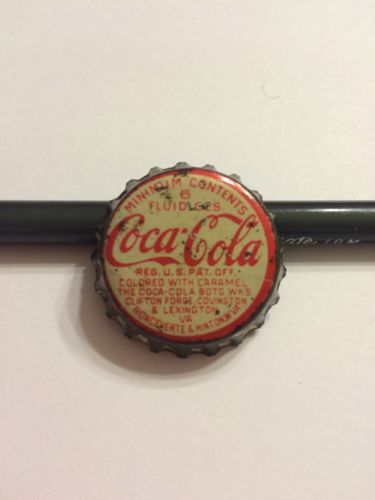 MINIMUM CONTENTS
6
FLUID OZS
Coca-Cola
REG. U.S. PAT. OFF.
COLORED WITH CARAMEL
THE COCA-COLA BOTG WKS
CLIFTON FORGE, COVINGTON
& LEXINGTON
VA.
RONCEVERTE & HINTON, W.VA.